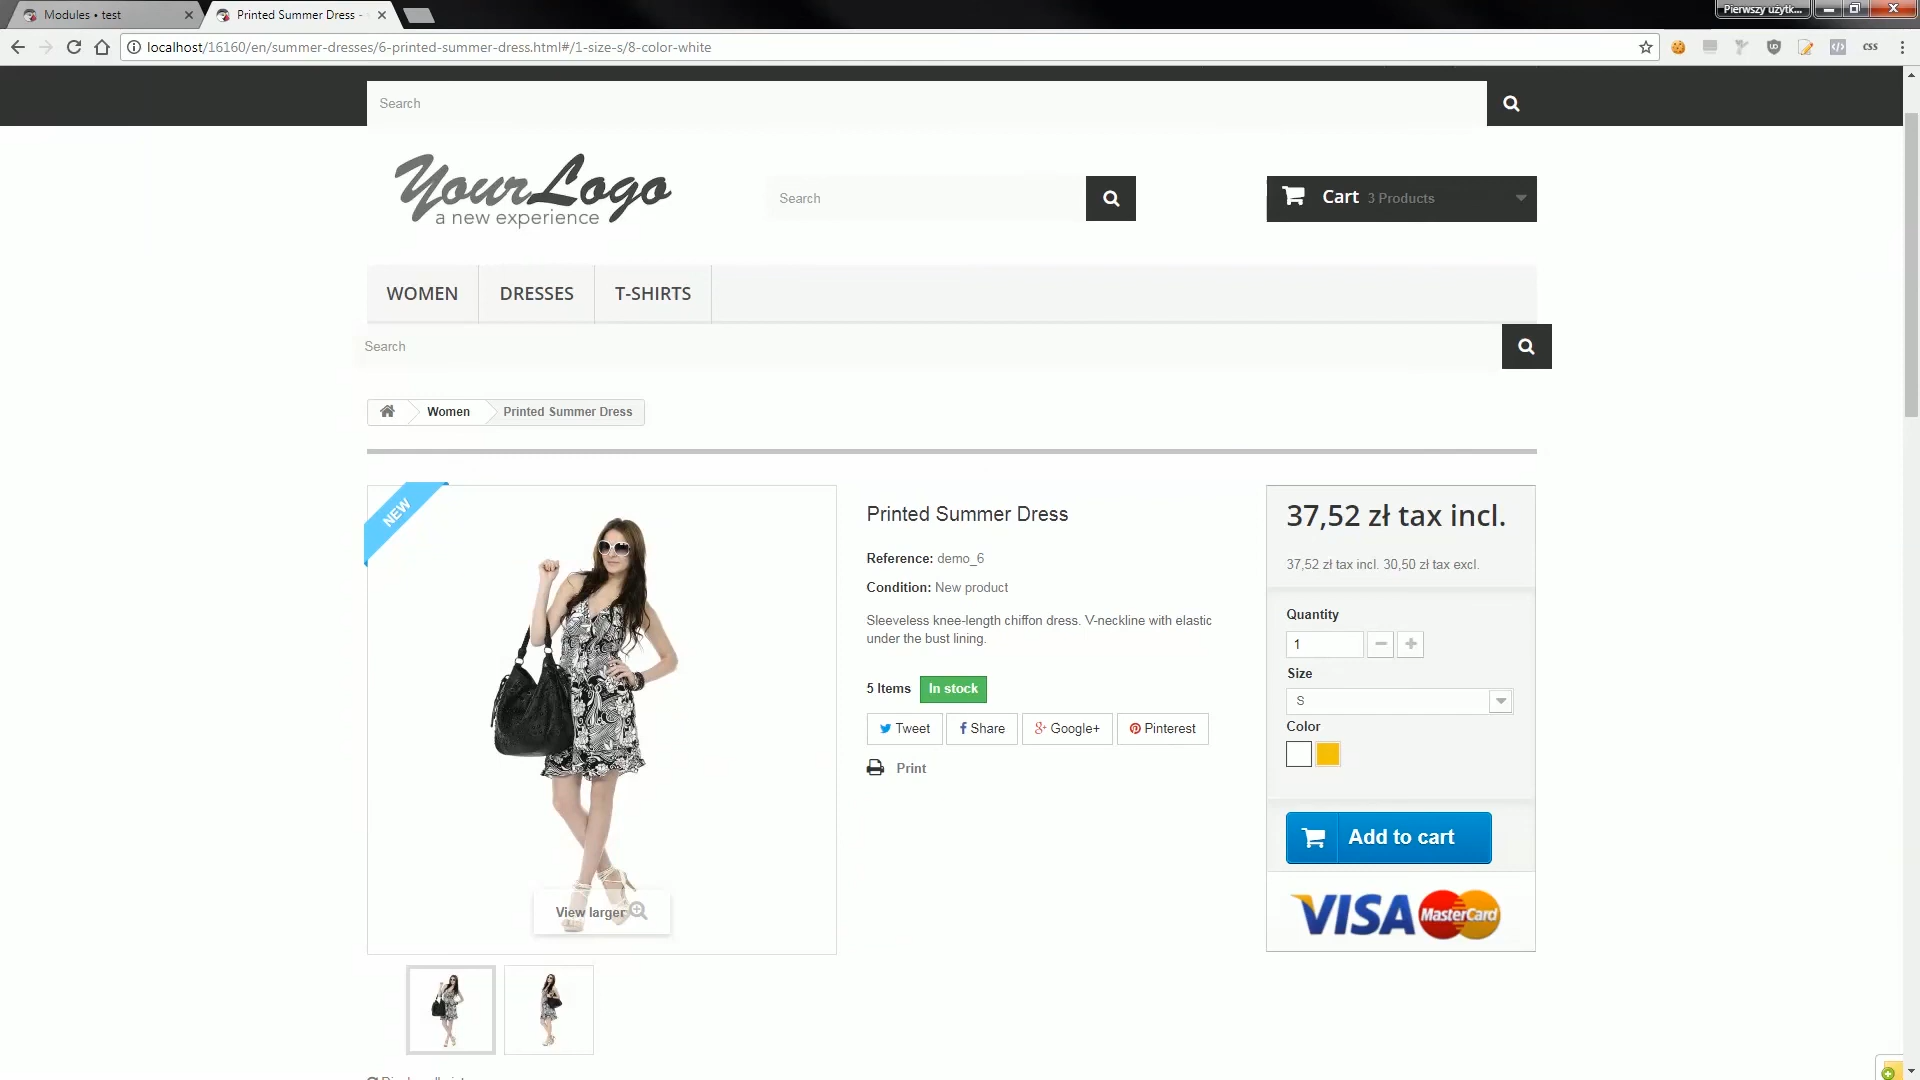 Modules • test
Printed Summer Dress -
Pierwszy użytk...
localhost/16160/en/summer-dresses/6-printed-summer-dress.html#/1-size-s/8-color-white
css
Search
YourLogo
a new experience
Search
Cart 3 Products
WOMEN
DRESSES
T-SHIRTS
Search
Women
Printed Summer Dress
NEW
View larger
Printed Summer Dress
Reference: demo_6
Condition: New product
Sleeveless knee-length chiffon dress. V-neckline with elastic
under the bust lining.
5 Items In stock
Tweet
Share
Google+
Pinterest
Print
37,52 zł tax incl.
37,52 zł tax incl. 30,50 zł tax excl.
Quantity
1
Size
S
Color
Add to cart
VISA
MasterCard